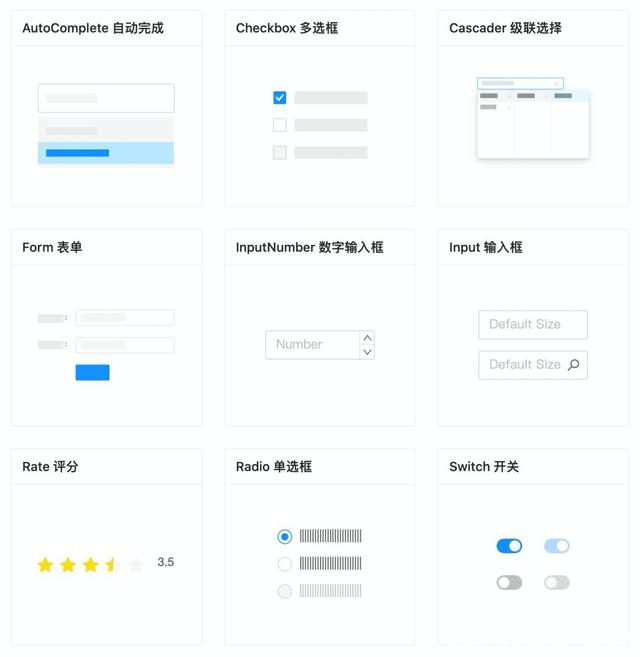 AutoComplete 自动完成
Checkbox 多选框
Cascader 级联选择
Form 表单
:
:
InputNumber 数字输入框
Number
Input 输入框
Default Size
Default Size
Rate 评分
3.5
Radio 单选框
Switch 开关